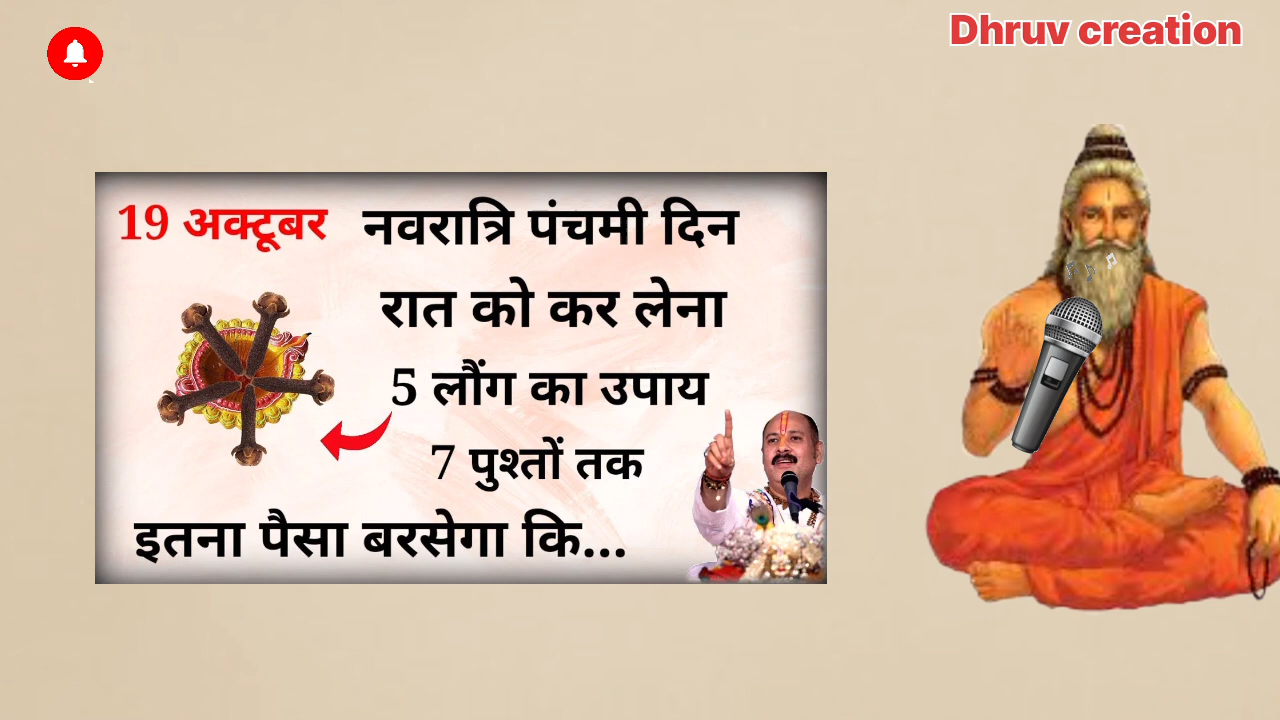 Dhruv creation
19 अक्टूबर नवरात्रि पंचमी दिन
रात को कर लेना
5 लौंग का उपाय
7 पुश्तों तक
इतना पैसा बरसेगा कि...